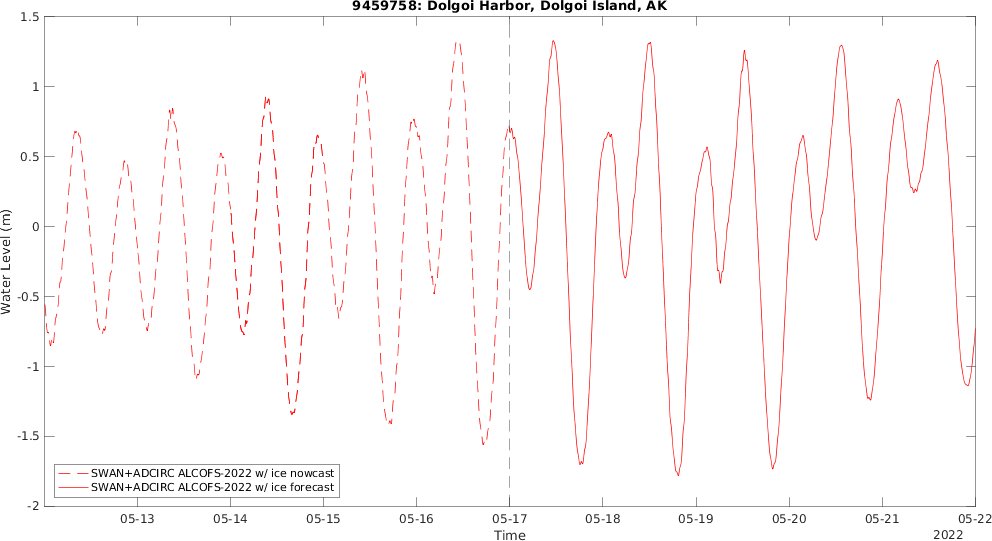 9459758: Dolgoi Harbor, Dolgoi Island, AK
1.5
1
0.5
0
-0.5
-1
-1.5
-2
Water Level (m)
SWAN+ADCIRC ALCOFS-2022 w/ ice nowcast
SWAN+ADCIRC ALCOFS-2022 w/ ice forecast
05-13 05-14 05-15 05-16 05-17 05-18 05-19 05-20 05-21 05-22
Time
2022